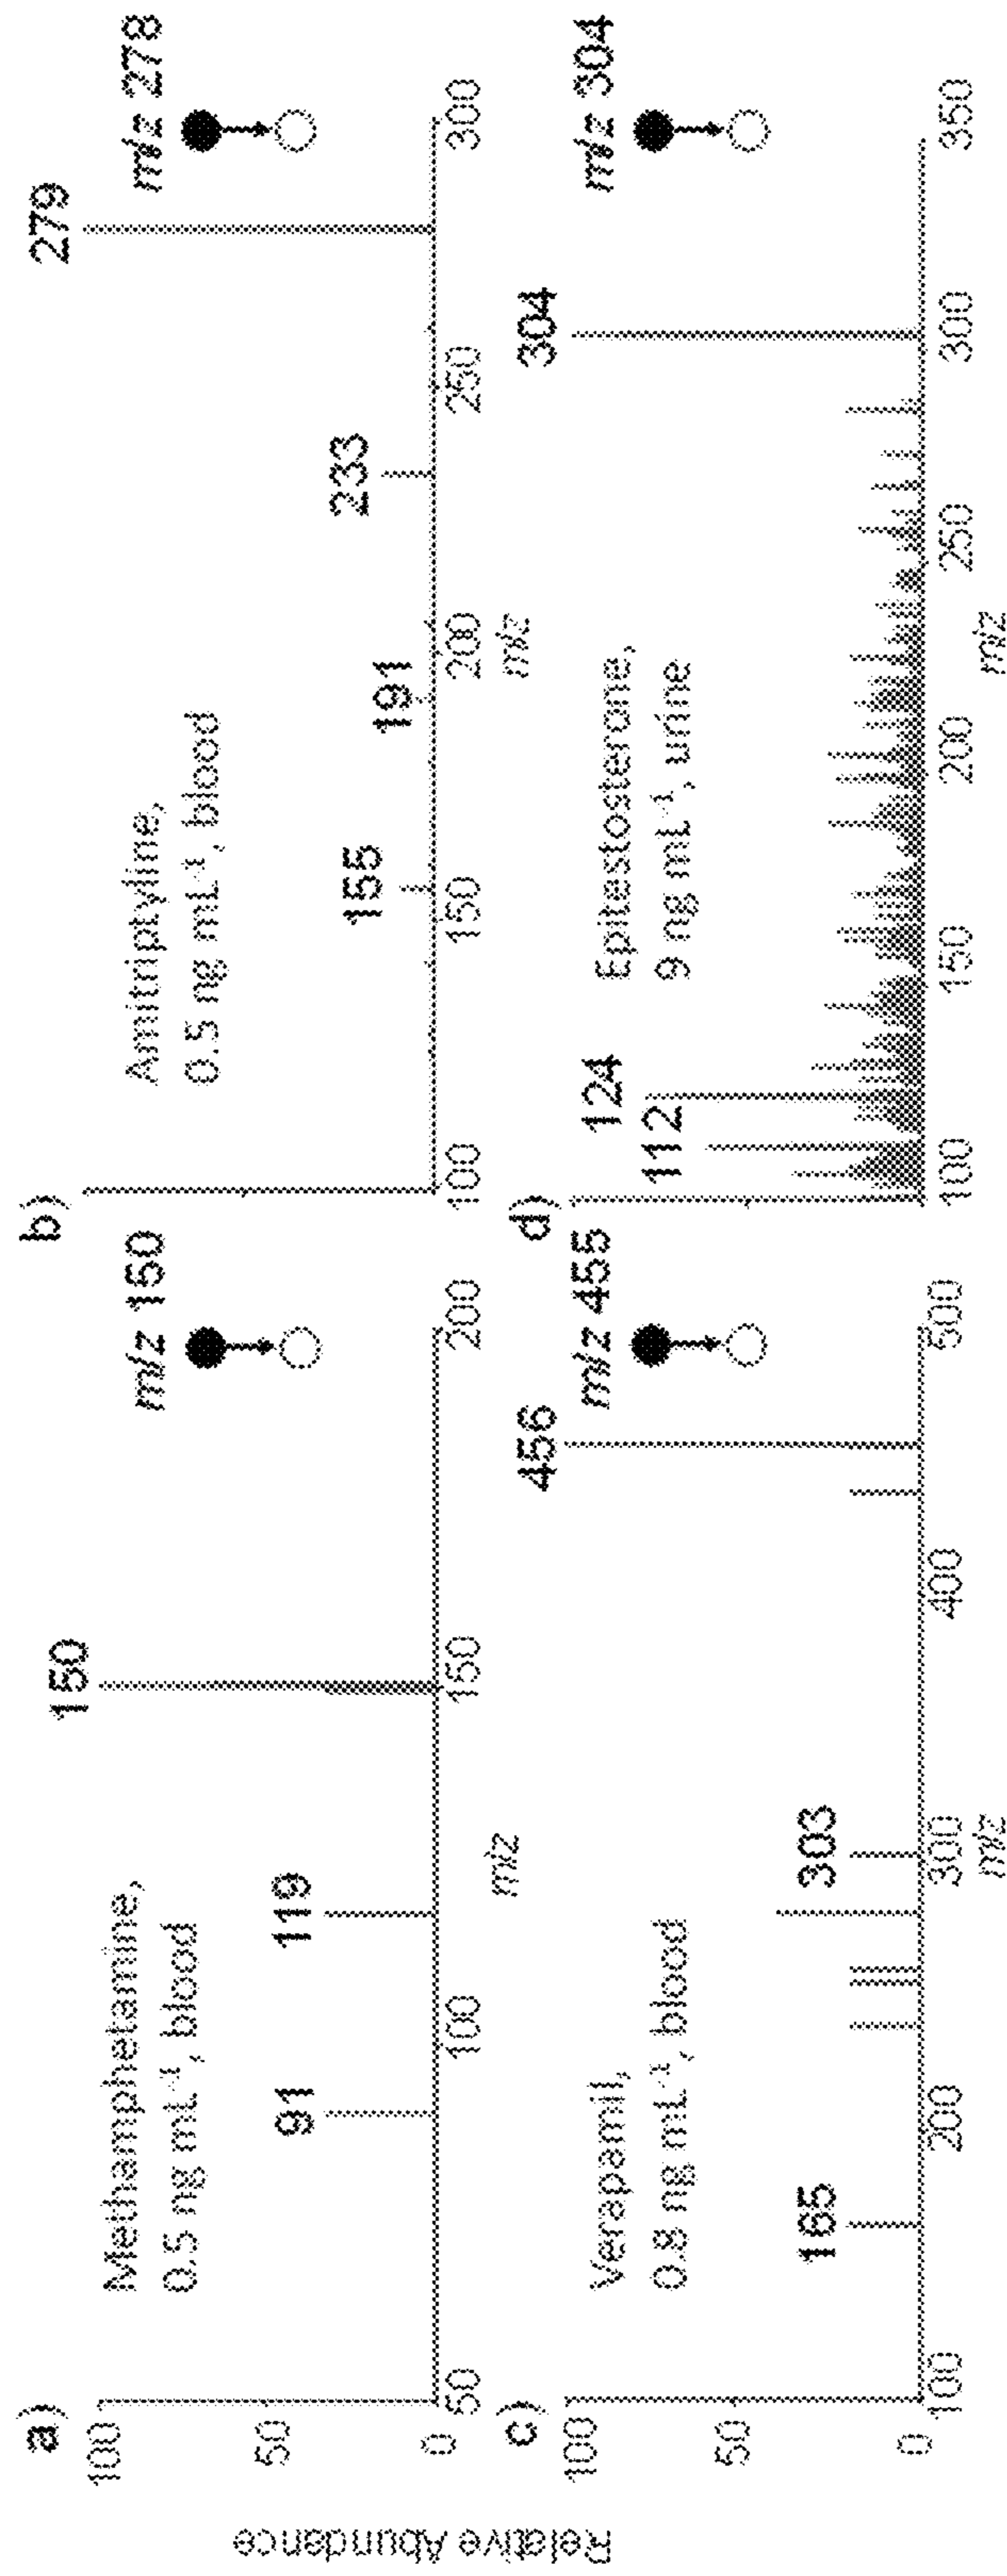 a)
m/z 150
Methamphetamine,
0.5 ng mL⁻¹, blood
150
119
91
100
50
0
50
100
150
200
m/z
b)
m/z 278
Amitriptyline,
0.5 ng mL⁻¹, blood
279
233
191
155
100
150
200
250
300
m/z
c)
m/z 455
Verapamil,
0.8 ng mL⁻¹, blood
456
303
165
100
50
0
100
200
300
400
500
m/z
d)
m/z 304
Epitestosterone,
9 ng mL⁻¹, urine
304
124
112
100
150
200
250
300
350
m/z
Relative Abundance